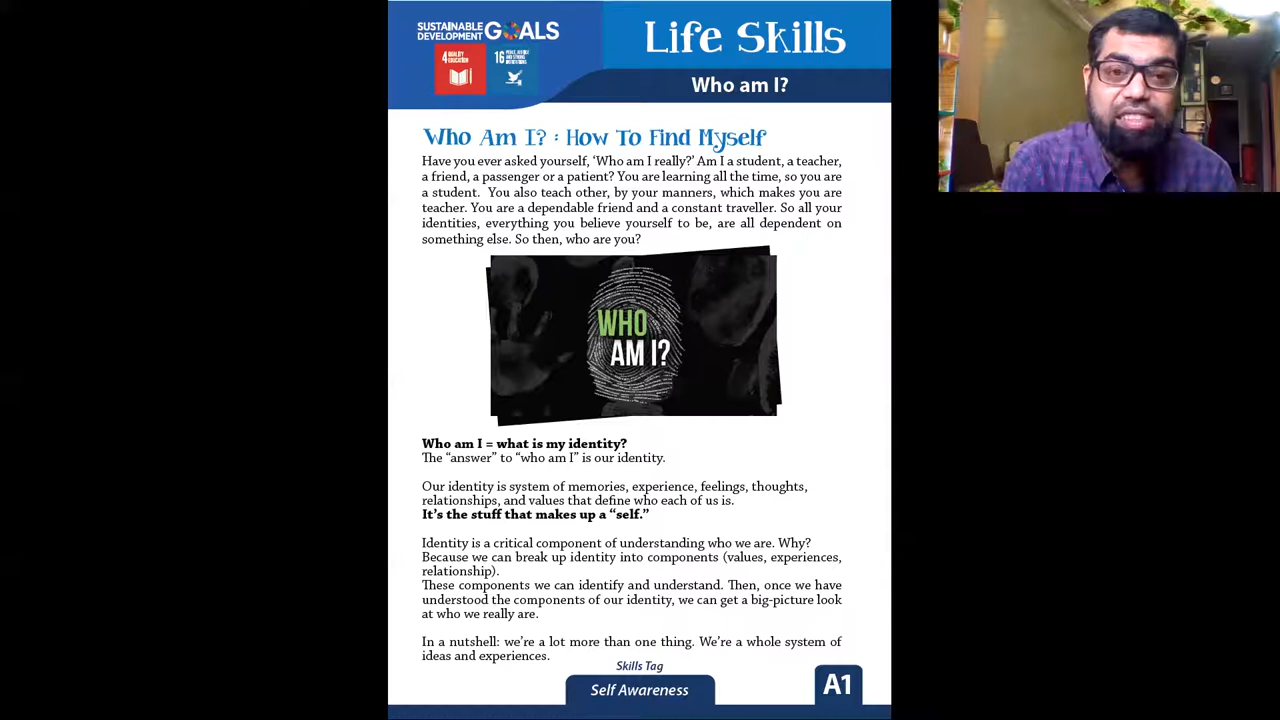 SUSTAINABLE
DEVELOPMENT
GOALS
4 QUALITY
EDUCATION
16 PEACE, JUSTICE
AND STRONG
INSTITUTIONS
Life Skills
Who am I?
Who Am I? : How To Find Myself
Have you ever asked yourself, ‘Who am I really?’ Am I a student, a teacher,
a friend, a passenger or a patient? You are learning all the time, so you are
a student. You also teach other, by your manners, which makes you are
teacher. You are a dependable friend and a constant traveller. So all your
identities, everything you believe yourself to be, are all dependent on
something else. So then, who are you?
WHO
AM I?
Who am I = what is my identity?
The “answer” to “who am I” is our identity.
Our identity is system of memories, experience, feelings, thoughts,
relationships, and values that define who each of us is.
It’s the stuff that makes up a “self.”
Identity is a critical component of understanding who we are. Why?
Because we can break up identity into components (values, experiences,
relationship).
These components we can identify and understand. Then, once we have
understood the components of our identity, we can get a big-picture look
at who we really are.
In a nutshell: we’re a lot more than one thing. We’re a whole system of
ideas and experiences.
Skills Tag
Self Awareness
A1